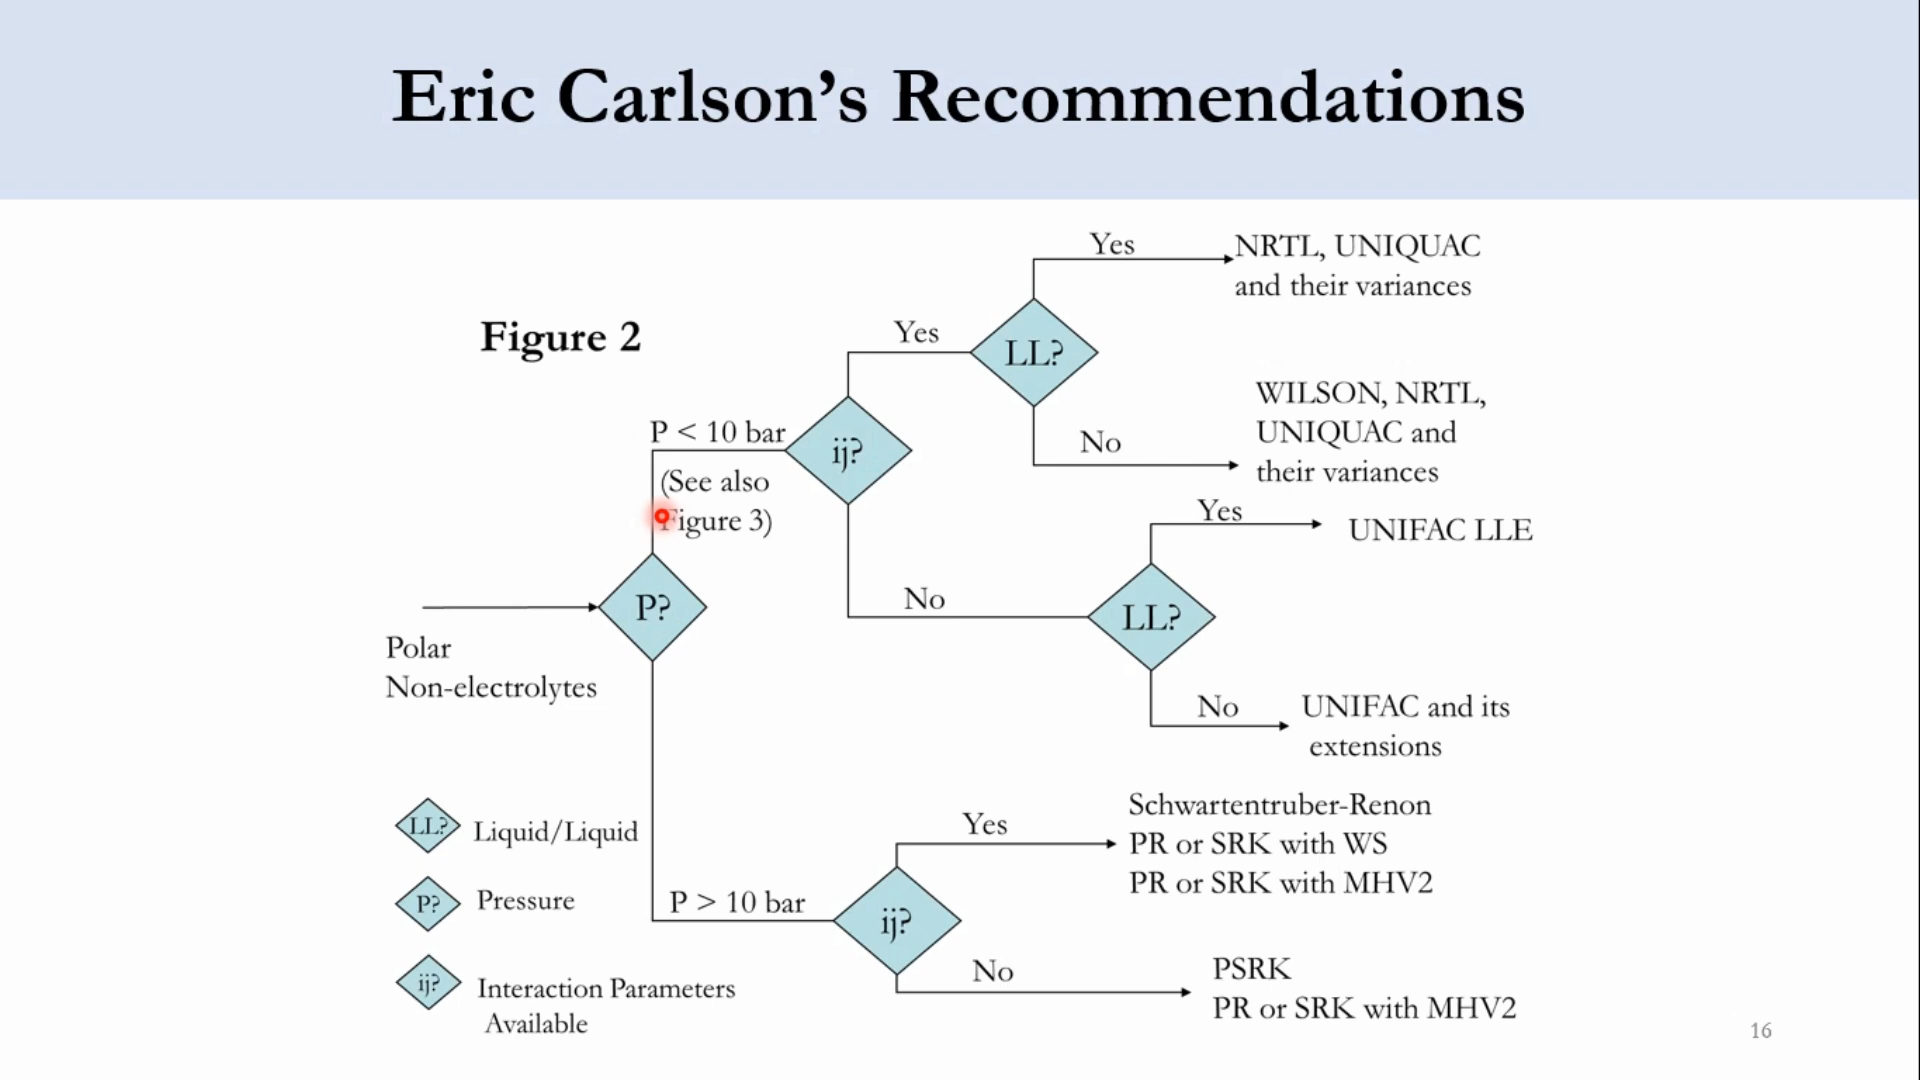 Eric Carlson’s Recommendations
Figure 2
Yes
NRTL, UNIQUAC
and their variances
LL?
Yes
No
WILSON, NRTL,
UNIQUAC and
their variances
P < 10 bar
ij?
(See also
Figure 3)
Yes
UNIFAC LLE
P?
No
LL?
Polar
Non-electrolytes
No
UNIFAC and its
extensions
P > 10 bar
ij?
Yes
Schwartentruber-Renon
PR or SRK with WS
PR or SRK with MHV2
No
PSRK
PR or SRK with MHV2
LL?
Liquid/Liquid
P?
Pressure
ij?
Interaction Parameters
Available
16